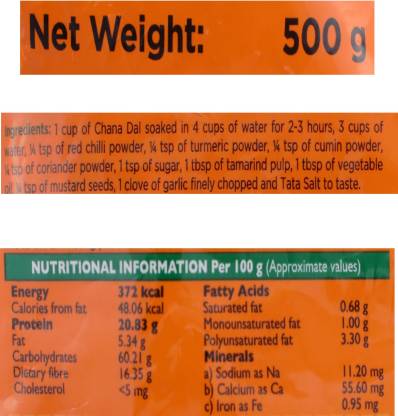 Net Weight: 500 g
Ingredients: 1 cup of Chana Dal soaked in 4 cups of water for 2-3 hours, 3 cups of
water, ¼ tsp of red chilli powder, ¼ tsp of turmeric powder, ¼ tsp of cumin powder,
¼ tsp of coriander powder, 1 tsp of sugar, 1 tbsp of tamarind pulp, 1 tbsp of vegetable
oil, ¼ tsp of mustard seeds, 1 clove of garlic finely chopped and Tata Salt to taste.
NUTRITIONAL INFORMATION Per 100 g (Approximate values)
Energy 372 kcal
Calories from fat 48.06 kcal
Protein 20.83 g
Fat 5.34 g
Carbohydrates 60.21 g
Dietary fibre 16.35 g
Cholesterol <5 mg
Fatty Acids
Saturated fat 0.68 g
Monounsaturated fat 1.00 g
Polyunsaturated fat 3.30 g
Minerals
a) Sodium as Na 11.20 mg
b) Calcium as Ca 55.60 mg
c) Iron as Fe 0.95 mg